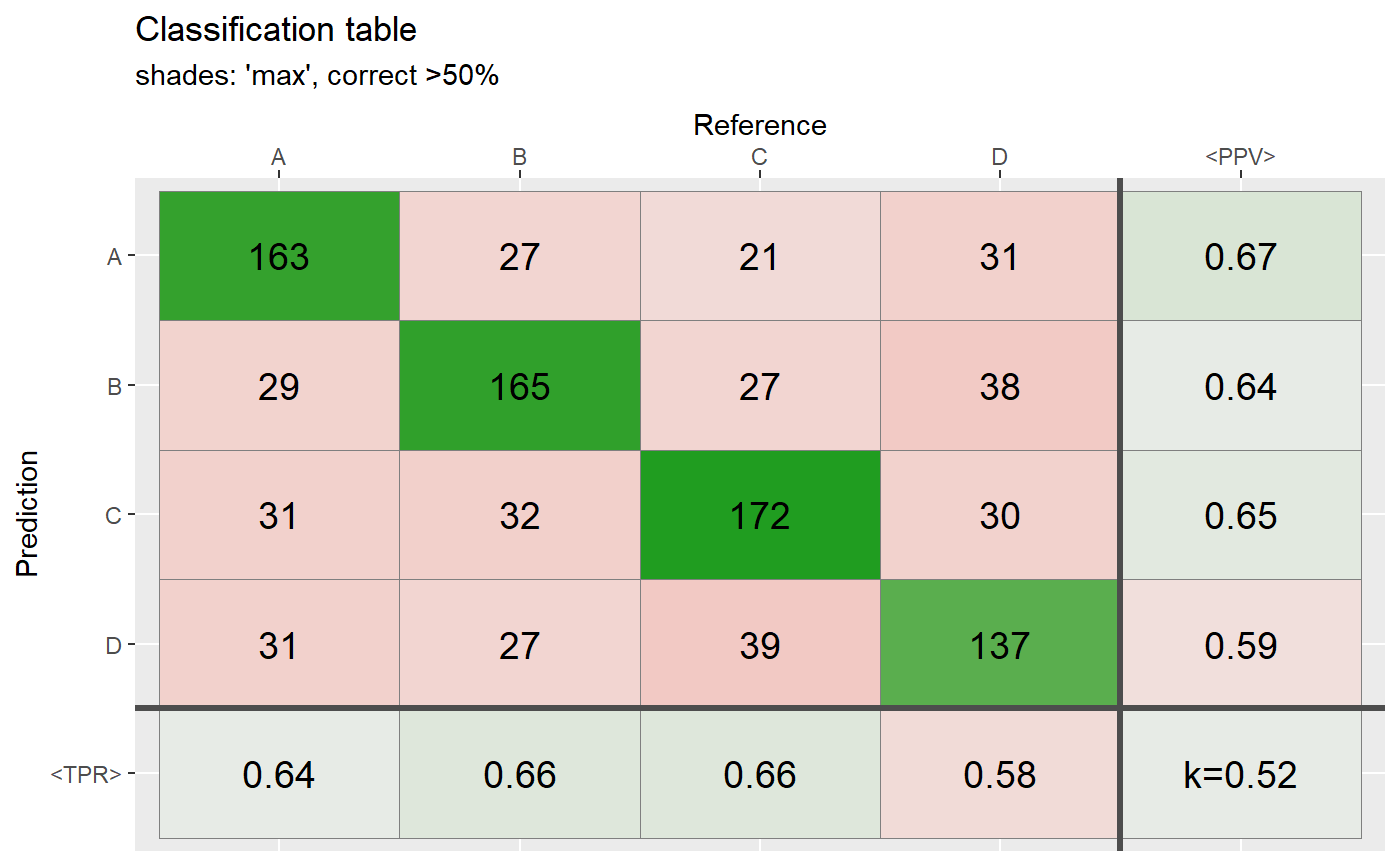 Classification table
shades: 'max', correct >50%
Reference
A B C D <PPV>
A 163 27 21 31 0.67
B 29 165 27 38 0.64
C 31 32 172 30 0.65
D 31 27 39 137 0.59
<TPR> 0.64 0.66 0.66 0.58 k=0.52
Prediction